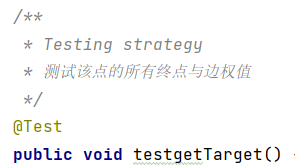 /**
 * Testing strategy
 * 测试该点的所有终点与边权值
 */
@Test
public void testgetTarget() {